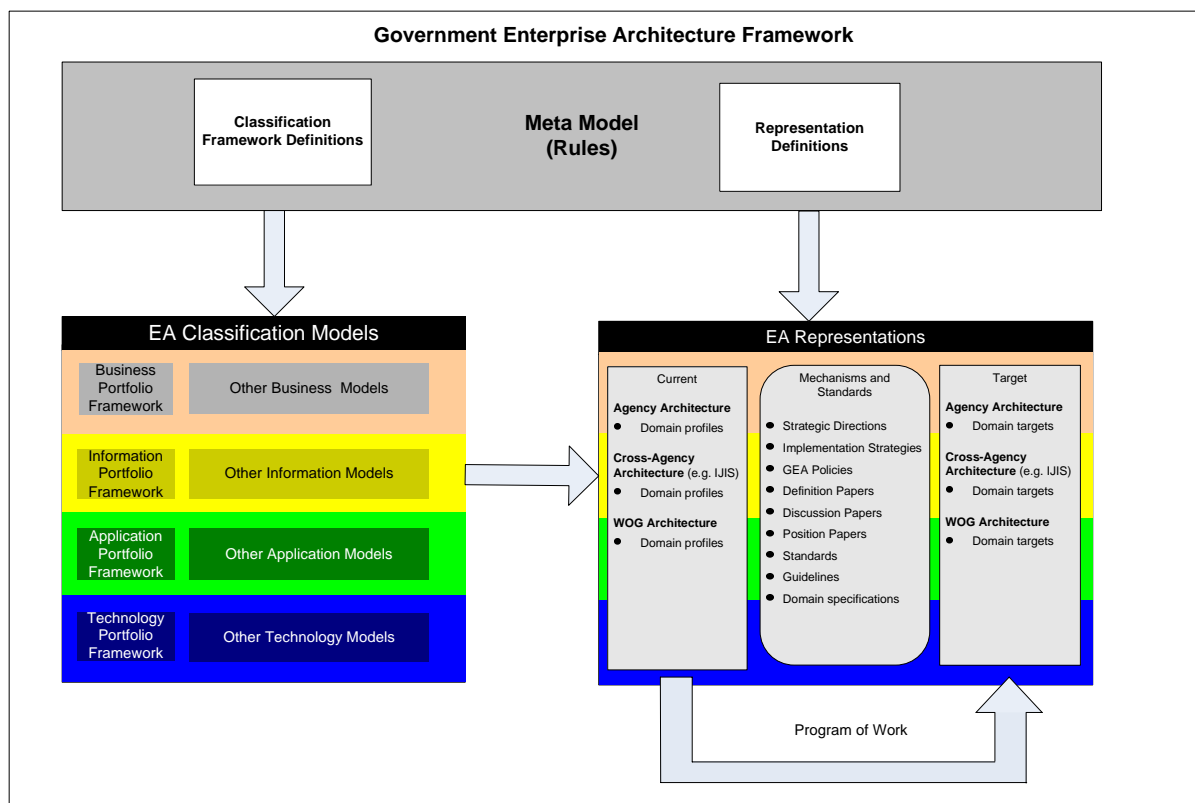 Government Enterprise Architecture Framework
Classification
Framework Definitions
Meta Model
(Rules)
Representation
Definitions
EA Classification Models
Business
Portfolio
Framework
Other Business  Models
Information
Portfolio
Framework
Other Information Models
Application
Portfolio
Framework
Other Application Models
Technology
Portfolio
Framework
Other Technology Models
EA Representations
Current
Agency Architecture
● Domain profiles
Cross-Agency
Architecture (e.g. IJIS)
● Domain profiles
WOG Architecture
● Domain profiles
Mechanisms and
Standards
● Strategic Directions
● Implementation Strategies
● GEA Policies
● Definition Papers
● Discussion Papers
● Position Papers
● Standards
● Guidelines
● Domain specifications
Target
Agency Architecture
● Domain targets
Cross-Agency
Architecture (e.g. IJIS)
● Domain targets
WOG Architecture
● Domain targets
Program of Work